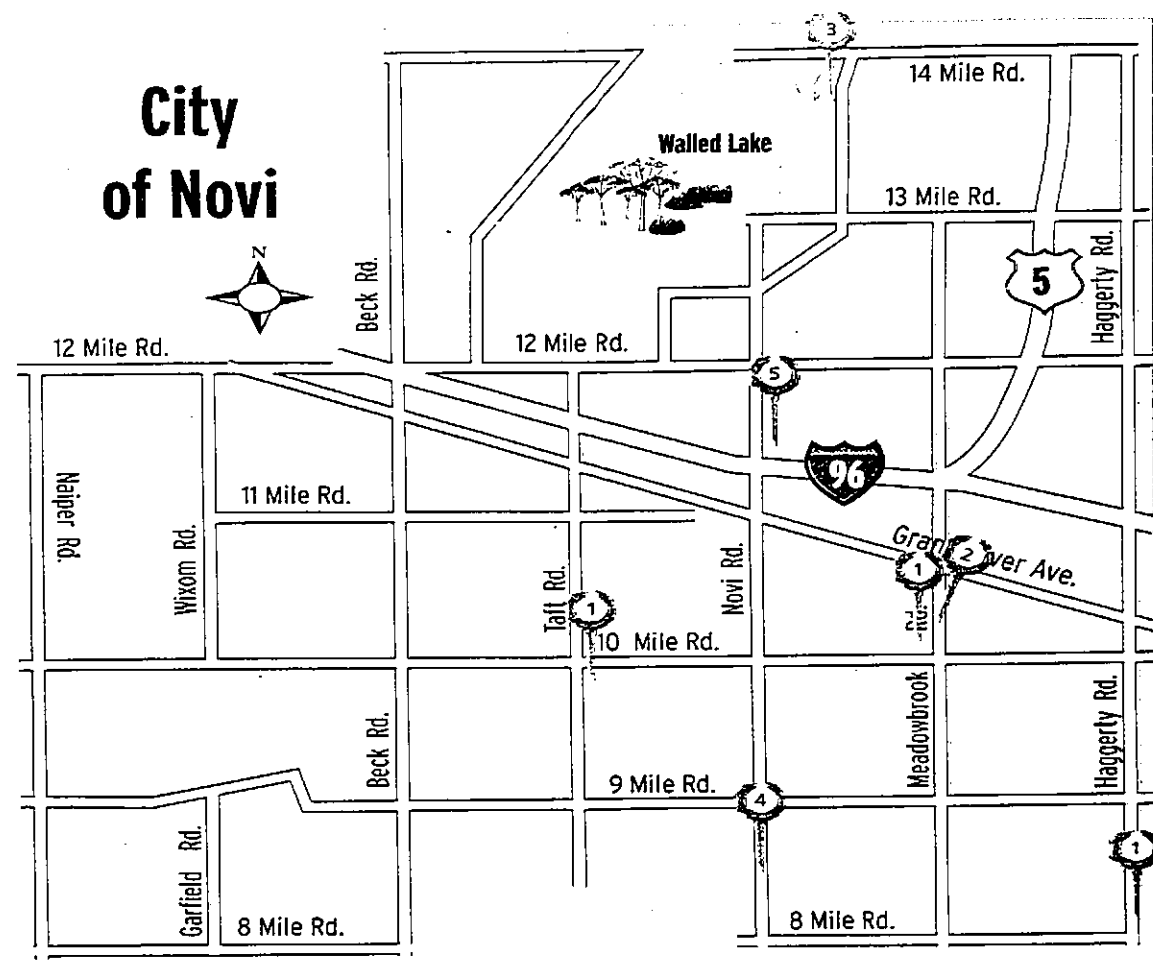 City
of Novi
N
3
14 Mile Rd.
Walled Lake
13 Mile Rd.
Beck Rd.
5
Haggerty Rd.
12 Mile Rd.
12 Mile Rd.
5
96
Naiper Rd.
11 Mile Rd.
Wixom Rd.
Taft Rd.
Novi Rd.
Grand River Ave.
1
2
1
10 Mile Rd.
Meadowbrook Rd.
Beck Rd.
Haggerty Rd.
9 Mile Rd.
4
1
Garfield Rd.
8 Mile Rd.
8 Mile Rd.